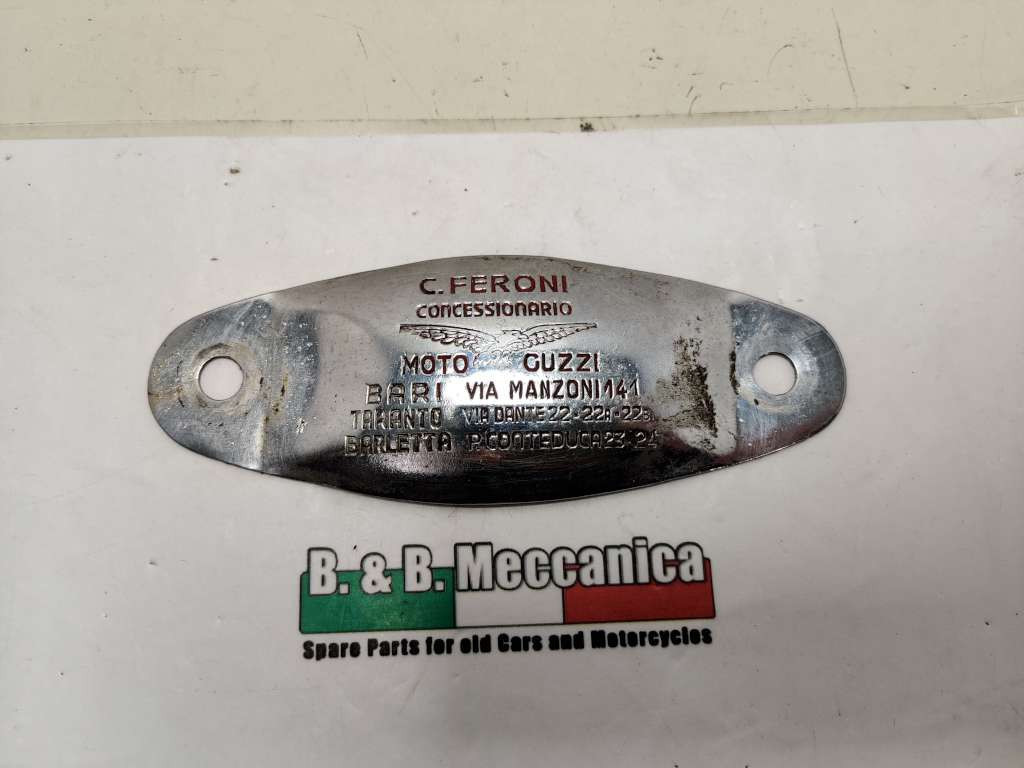 C. FERONI
CONCESSIONARIO
MOTO GUZZI
BARI VIA MANZONI 141
TARANTO VIA DANTE 22-22A-22B
BARLETTA P. CONTEDUCA 23-24
B. & B. Meccanica
Spare Parts for old Cars and Motorcycles